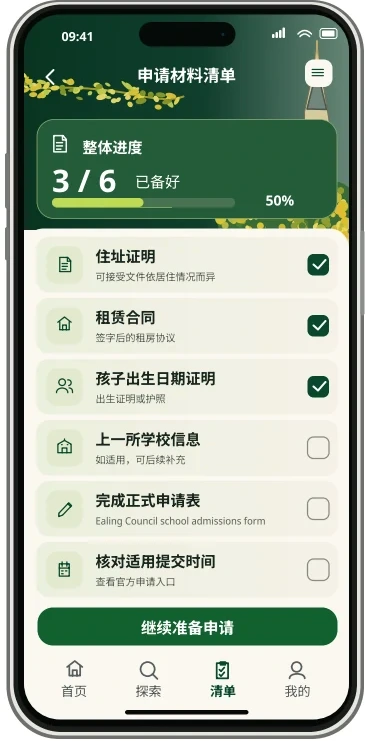 09:41
申请材料清单
整体进度
3 / 6 已备好
50%
住址证明
可接受文件依居住情况而异
租赁合同
签字后的租房协议
孩子出生日期证明
出生证明或护照
上一所学校信息
如适用，可后续补充
完成正式申请表
Ealing Council school admissions form
核对适用提交时间
查看官方申请入口
继续准备申请
首页 探索 清单 我的